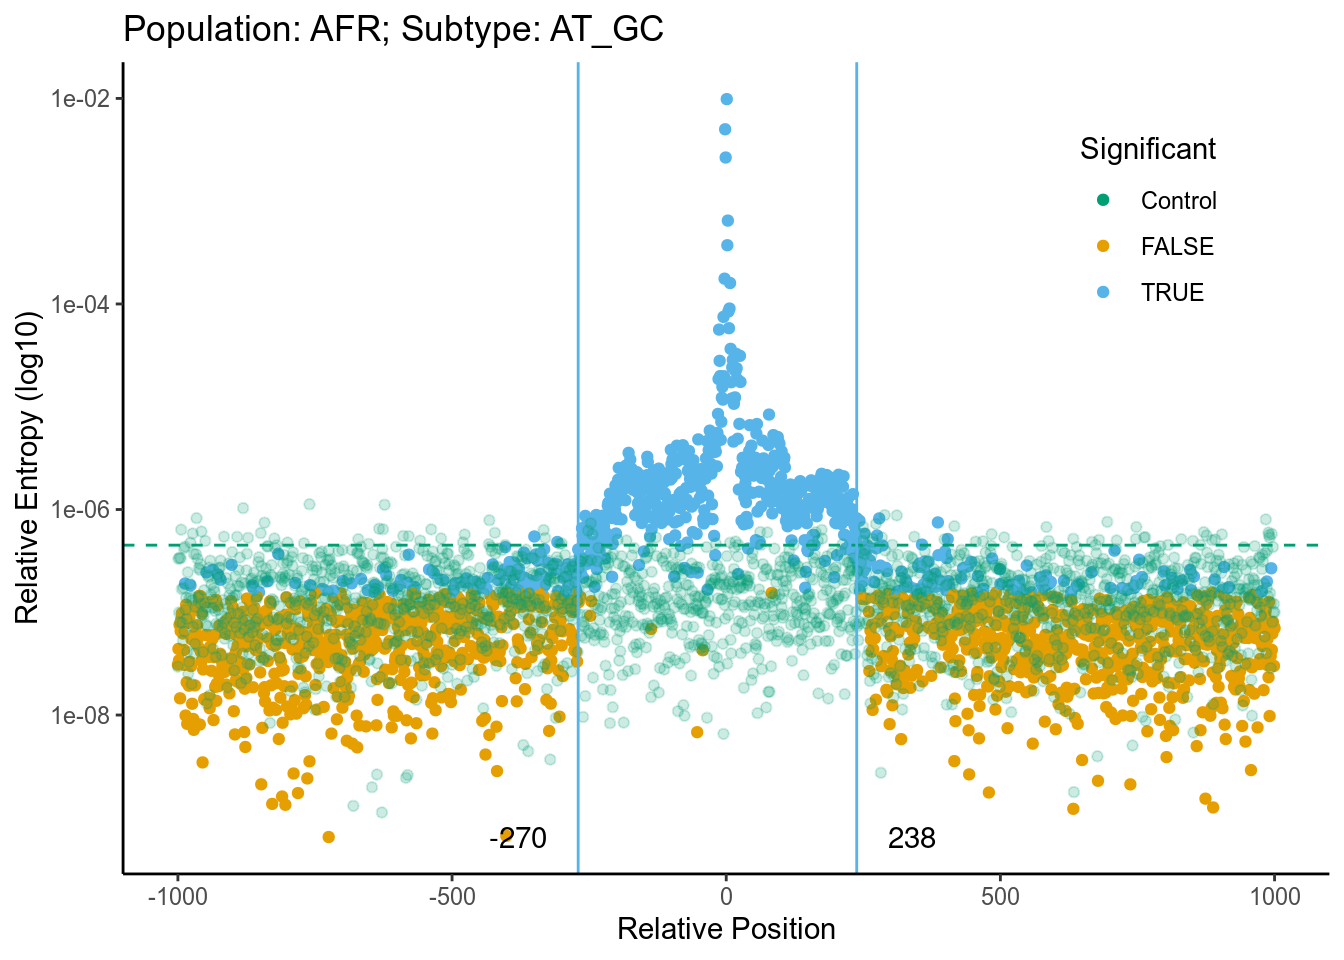 Population: AFR; Subtype: AT_GC
Relative Entropy (log10)
1e-02
1e-04
1e-06
1e-08
Significant
Control
FALSE
TRUE
-270
238
-1000
-500
0
500
1000
Relative Position